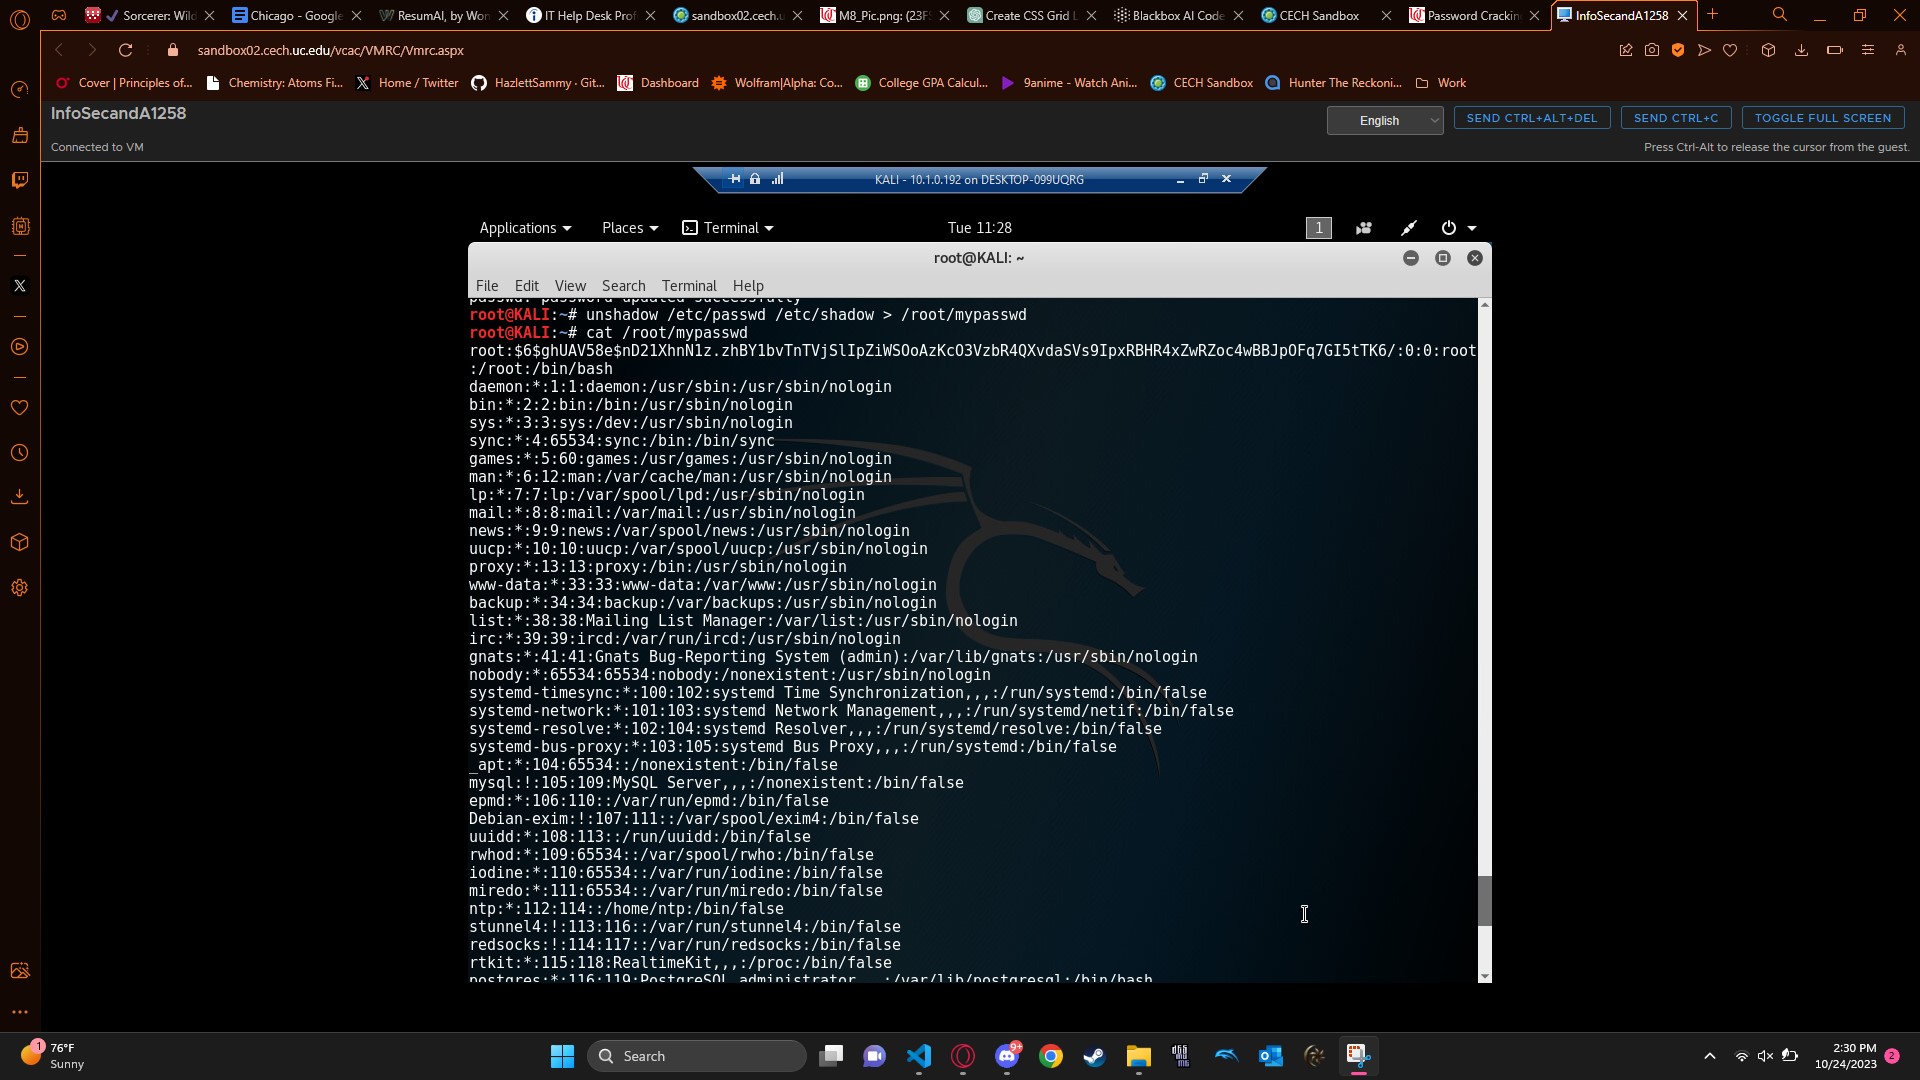 Sorcerer: Wild
Chicago - Google
ResumAI, by Won
IT Help Desk Prof
sandbox02.cech.u
M8_Pic.png: (23F
Create CSS Grid L
Blackbox AI Code
CECH Sandbox
Password Crackin
InfoSecandA1258
sandbox02.cech.uc.edu/vcac/VMRC/Vmrc.aspx
Cover | Principles of...
Chemistry: Atoms Fi...
Home / Twitter
HazlettSammy · Git...
Dashboard
Wolfram|Alpha: Co...
College GPA Calcul...
9anime - Watch Ani...
CECH Sandbox
Hunter The Reckoni...
Work
InfoSecandA1258
English
SEND CTRL+ALT+DEL
SEND CTRL+C
TOGGLE FULL SCREEN
Connected to VM
Press Ctrl-Alt to release the cursor from the guest.
KALI - 10.1.0.192 on DESKTOP-099UQRG
Applications
Places
Terminal
Tue 11:28
1
root@KALI: ~
File Edit View Search Terminal Help
passwd: password updated successfully
root@KALI:~# unshadow /etc/passwd /etc/shadow > /root/mypasswd
root@KALI:~# cat /root/mypasswd
root:$6$ghUAV58e$nD21XhnN1z.zhBY1bvTnTVjSlIpZiWSOoAzKcO3VzbR4QXvdaSVs9IpxRBHR4xZwRZoc4wBBJpOFq7GI5tTK6/:0:0:root
:/root:/bin/bash
daemon:*:1:1:daemon:/usr/sbin:/usr/sbin/nologin
bin:*:2:2:bin:/bin:/usr/sbin/nologin
sys:*:3:3:sys:/dev:/usr/sbin/nologin
sync:*:4:65534:sync:/bin:/bin/sync
games:*:5:60:games:/usr/games:/usr/sbin/nologin
man:*:6:12:man:/var/cache/man:/usr/sbin/nologin
lp:*:7:7:lp:/var/spool/lpd:/usr/sbin/nologin
mail:*:8:8:mail:/var/mail:/usr/sbin/nologin
news:*:9:9:news:/var/spool/news:/usr/sbin/nologin
uucp:*:10:10:uucp:/var/spool/uucp:/usr/sbin/nologin
proxy:*:13:13:proxy:/bin:/usr/sbin/nologin
www-data:*:33:33:www-data:/var/www:/usr/sbin/nologin
backup:*:34:34:backup:/var/backups:/usr/sbin/nologin
list:*:38:38:Mailing List Manager:/var/list:/usr/sbin/nologin
irc:*:39:39:ircd:/var/run/ircd:/usr/sbin/nologin
gnats:*:41:41:Gnats Bug-Reporting System (admin):/var/lib/gnats:/usr/sbin/nologin
nobody:*:65534:65534:nobody:/nonexistent:/usr/sbin/nologin
systemd-timesync:*:100:102:systemd Time Synchronization,,,:/run/systemd:/bin/false
systemd-network:*:101:103:systemd Network Management,,,:/run/systemd/netif:/bin/false
systemd-resolve:*:102:104:systemd Resolver,,,:/run/systemd/resolve:/bin/false
systemd-bus-proxy:*:103:105:systemd Bus Proxy,,,:/run/systemd:/bin/false
_apt:*:104:65534::/nonexistent:/bin/false
mysql:!:105:109:MySQL Server,,,:/nonexistent:/bin/false
epmd:*:106:110::/var/run/epmd:/bin/false
Debian-exim:!:107:111::/var/spool/exim4:/bin/false
uuidd:*:108:113::/run/uuidd:/bin/false
rwhod:*:109:65534::/var/spool/rwho:/bin/false
iodine:*:110:65534::/var/run/iodine:/bin/false
miredo:*:111:65534::/var/run/miredo:/bin/false
ntp:*:112:114::/home/ntp:/bin/false
stunnel4:!:113:116::/var/run/stunnel4:/bin/false
redsocks:!:114:117::/var/run/redsocks:/bin/false
rtkit:*:115:118:RealtimeKit,,,:/proc:/bin/false
postgres:*:116:119:PostgreSQL administrator,,,:/var/lib/postgresql:/bin/bash
1
76°F
Sunny
Search
9+
2:30 PM
10/24/2023
2